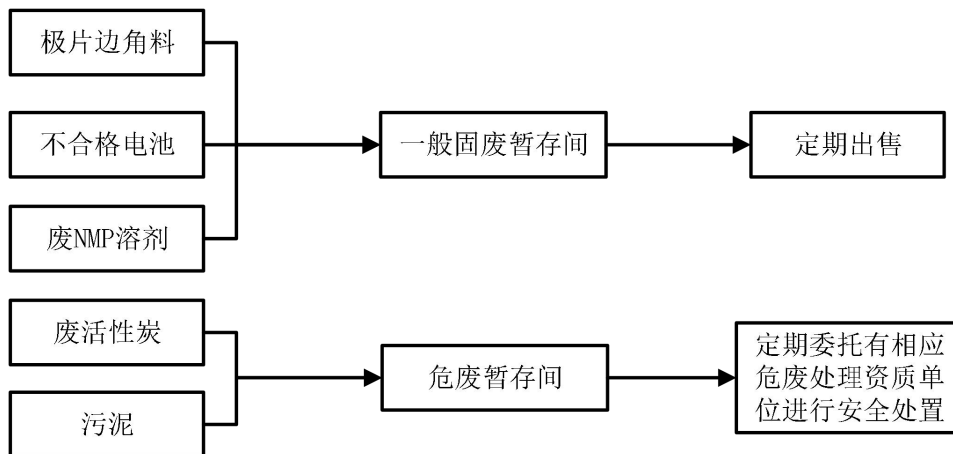 极片边角料
不合格电池
废NMP溶剂
一般固废暂存间
定期出售
废活性炭
污泥
危废暂存间
定期委托有相应
危废处理资质单
位进行安全处置